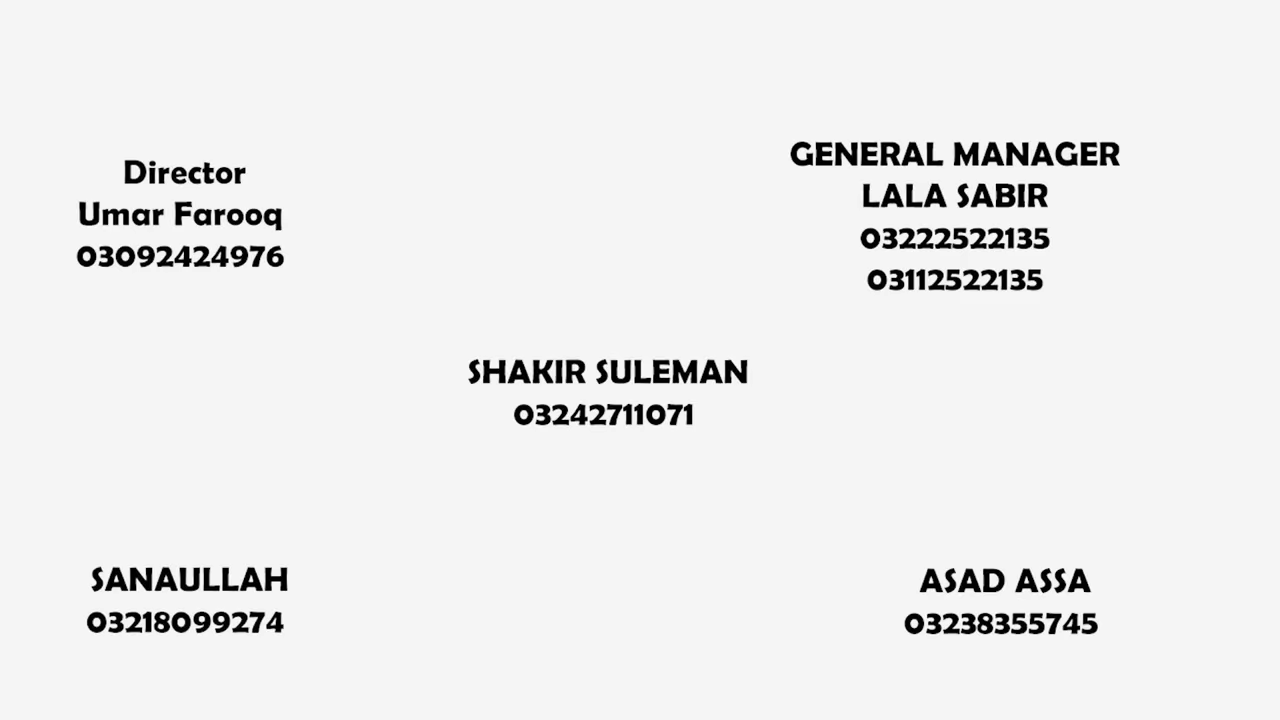 Director
Umar Farooq
03092424976
GENERAL MANAGER
LALA SABIR
03222522135
03112522135
SHAKIR SULEMAN
03242711071
SANAULLAH
03218099274
ASAD ASSA
03238355745